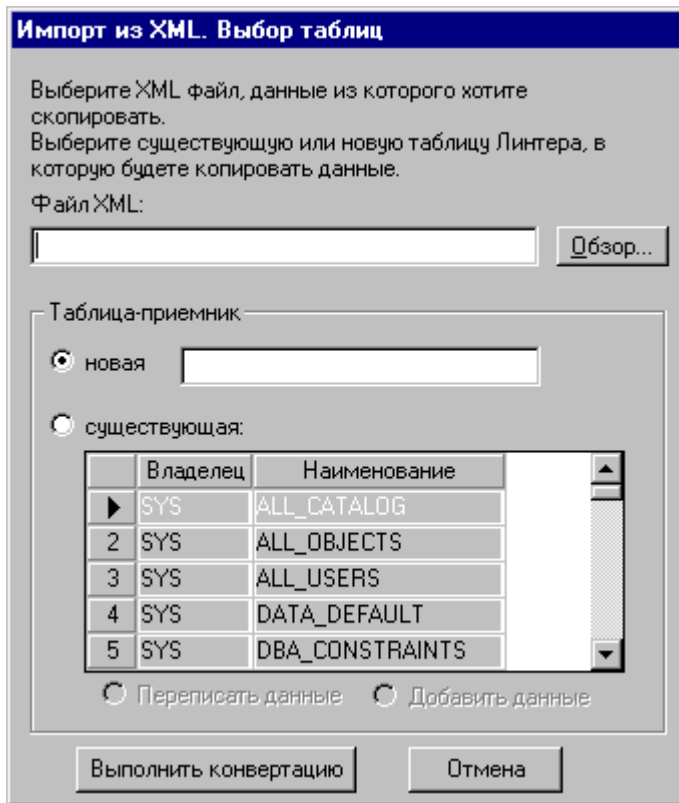 Импорт из XML. Выбор таблиц
Выберите XML файл, данные из которого хотите
скопировать.
Выберите существующую или новую таблицу Линтера, в
которую будете копировать данные.
Файл XML:
Обзор...
Таблица-приемник
новая
существующая:
Владелец Наименование
SYS ALL_CATALOG
2 SYS ALL_OBJECTS
3 SYS ALL_USERS
4 SYS DATA_DEFAULT
5 SYS DBA_CONSTRAINTS
Переписать данные Добавить данные
Выполнить конвертацию Отмена